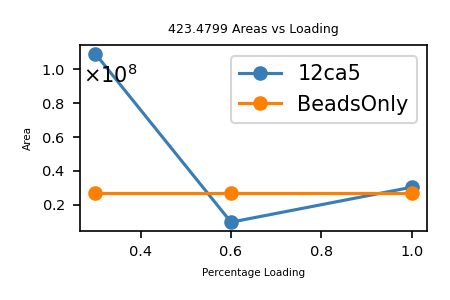 423.4799 Areas vs Loading
×10⁸
12ca5
BeadsOnly
1.0
0.8
0.6
0.4
0.2
Area
0.4 0.6 0.8 1.0
Percentage Loading